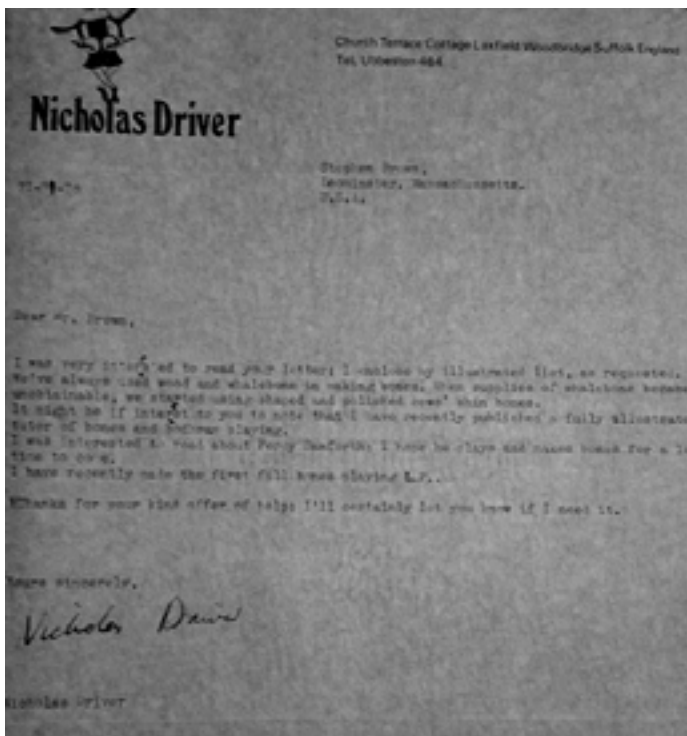 Church Terrace Cottage Laxfield Woodbridge Suffolk England
Tel. Ubbeston 464
Nicholas Driver
Stephen Brown,
Leominster, Massachusetts.
U.S.A.
Dear Mr. Brown,
I was very interested to read your letter; I enclose my illustrated list, as requested.
We've always used wood and whalebone in making bones. When supplies of whalebone became
unobtainable, we started using shaped and polished cows' shin bones.
It might be if interest to you to note that I have recently published a fully illustrate
tutor of bones and bodhran playing.
I was interested to read about Percy Danforth; I hope he plays and makes bones for a lo
time to come.
I have recently made the first full bones playing L.P..
Thanks for your kind offer of help; I'll certainly let you know if I need it.
Yours sincerely,
Nicholas Driver
Nicholas Driver